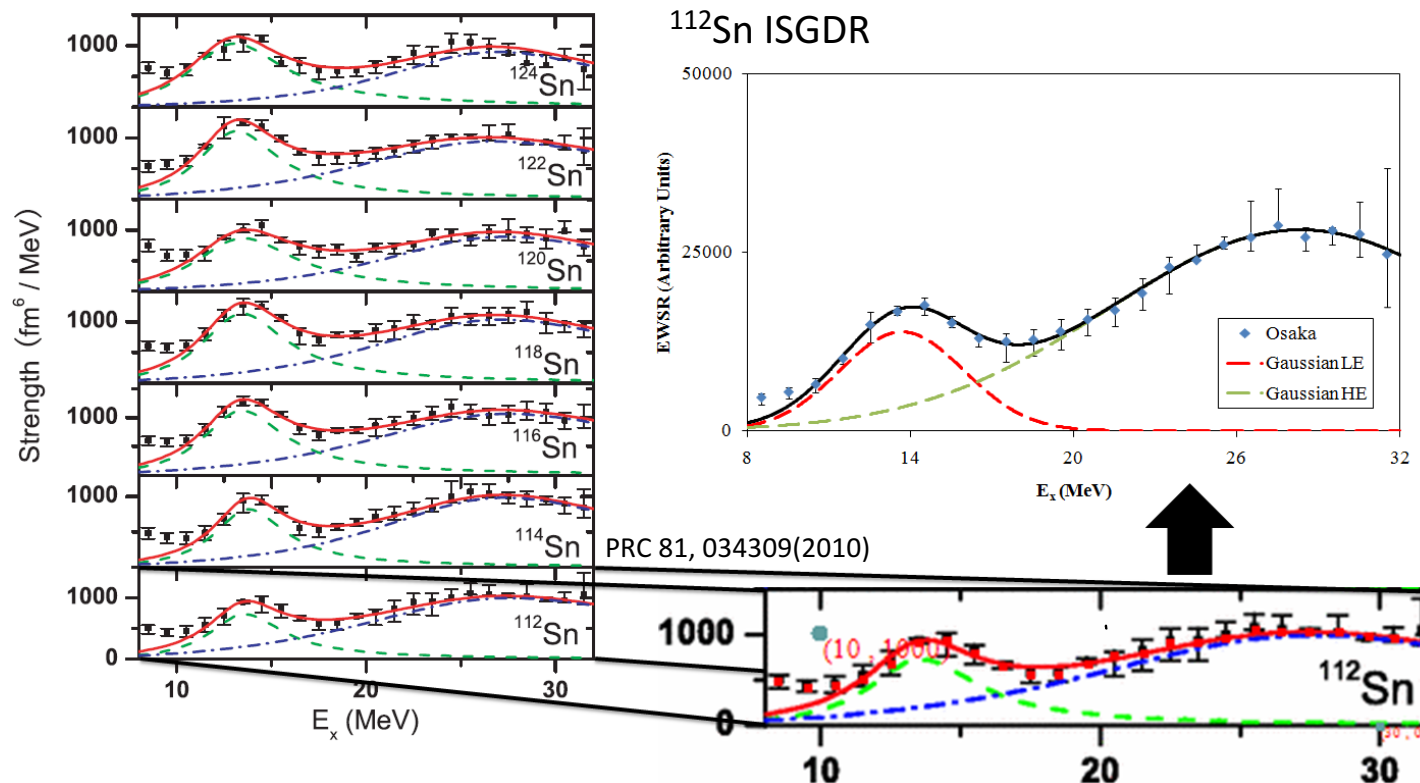 ¹¹²Sn ISGDR
Strength (fm⁶ / MeV)
1000
¹²⁴Sn
1000
¹²²Sn
1000
¹²⁰Sn
1000
¹¹⁸Sn
1000
¹¹⁶Sn
1000
¹¹⁴Sn
1000
¹¹²Sn
0
10 20 30
Eₓ (MeV)
EWSR (Arbitrary Units)
50000
25000
0
8 14 20 26 32
Eₓ (MeV)
Osaka
Gaussian LE
Gaussian HE
PRC 81, 034309(2010)
1000
(10 , 1000)
¹¹²Sn
0
10 20 30